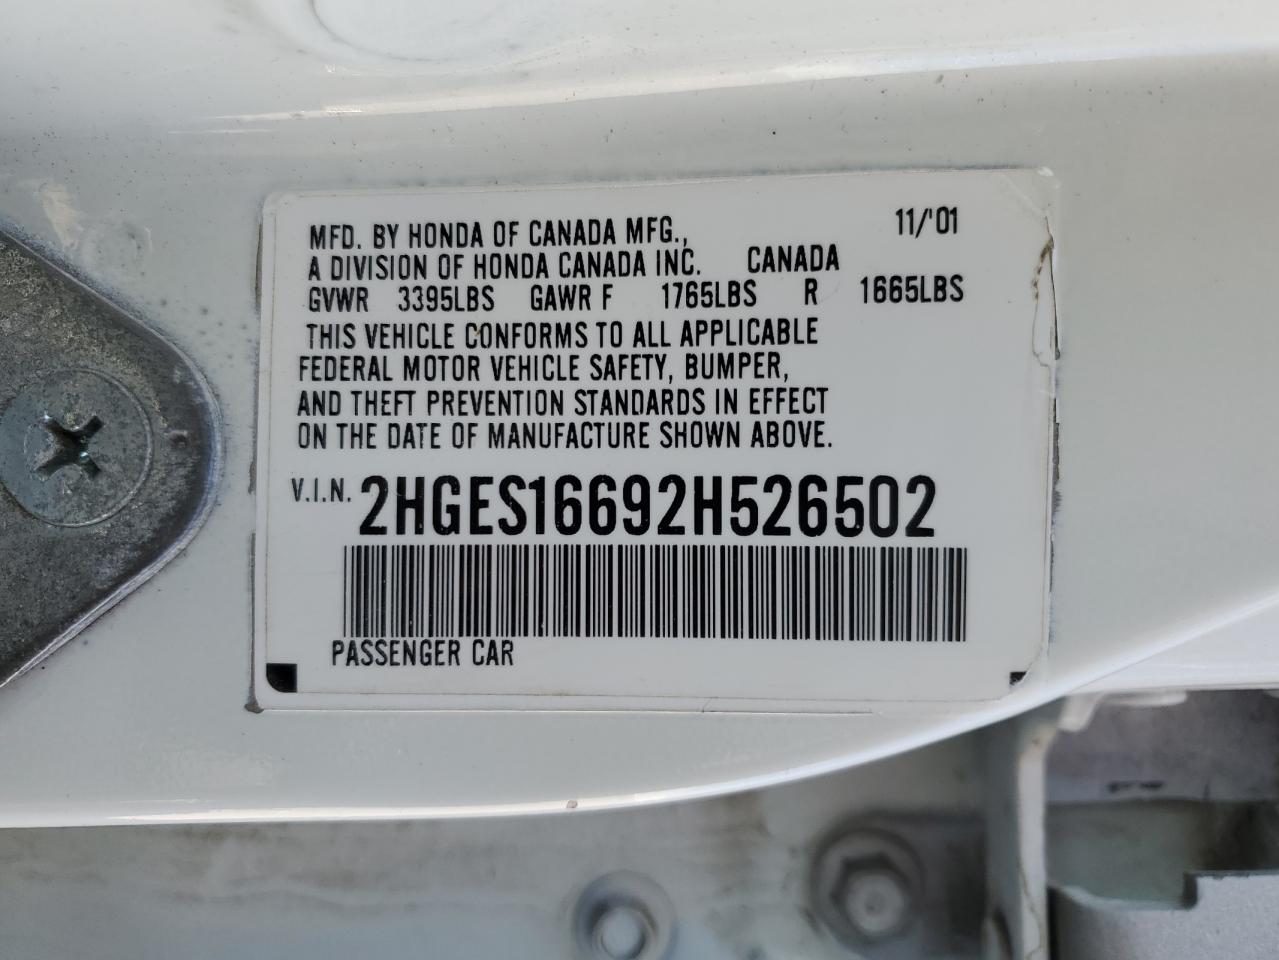 MFD. BY HONDA OF CANADA MFG., 11/'01
A DIVISION OF HONDA CANADA INC. CANADA
GVWR 3395LBS GAWR F 1765LBS R 1665LBS
THIS VEHICLE CONFORMS TO ALL APPLICABLE
FEDERAL MOTOR VEHICLE SAFETY, BUMPER,
AND THEFT PREVENTION STANDARDS IN EFFECT
ON THE DATE OF MANUFACTURE SHOWN ABOVE.
V.I.N. 2HGES16692H526502
PASSENGER CAR